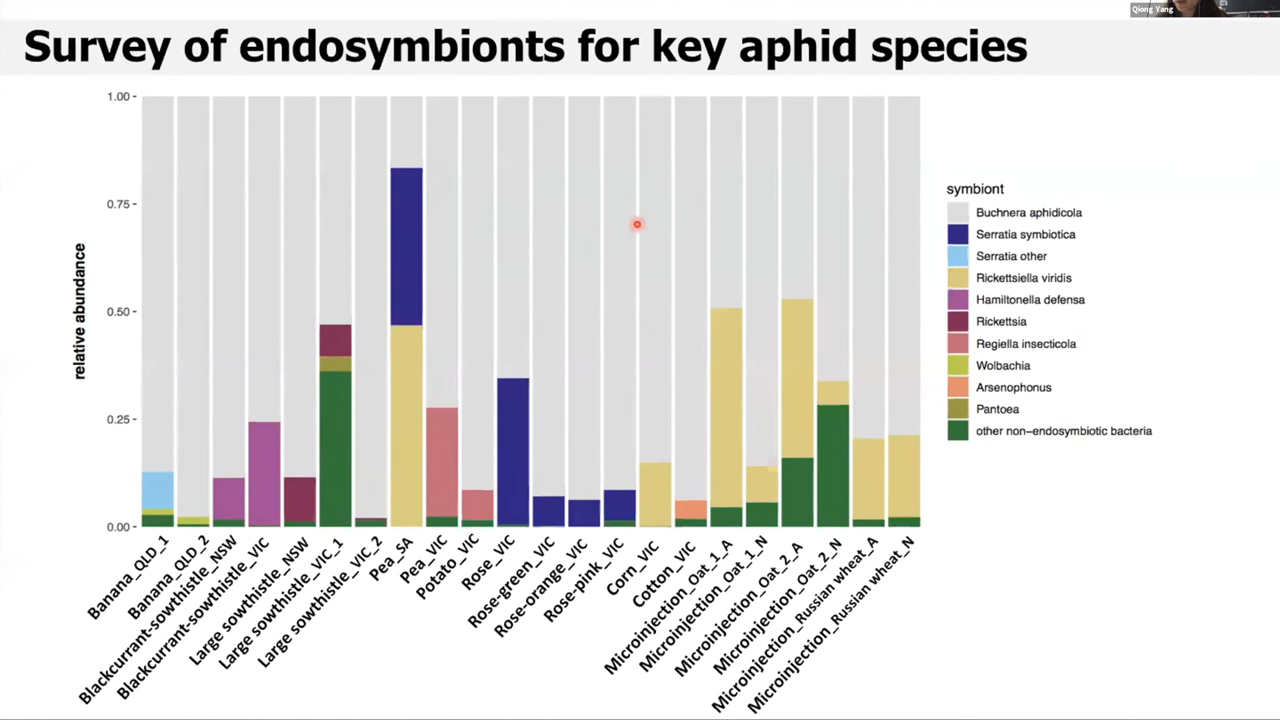 Qiong Yang
Survey of endosymbionts for key aphid species
relative abundance
1.00
0.75
0.50
0.25
0.00
Banana_QLD_1
Banana_QLD_2
Blackcurrant-sowthistle_NSW
Blackcurrant-sowthistle_VIC
Large sowthistle_NSW
Large sowthistle_VIC_1
Large sowthistle_VIC_2
Pea_SA
Pea_VIC
Potato_VIC
Rose_VIC
Rose-green_VIC
Rose-orange_VIC
Rose-pink_VIC
Corn_VIC
Cotton_VIC
Microinjection_Oat_1_A
Microinjection_Oat_1_N
Microinjection_Oat_2_A
Microinjection_Oat_2_N
Microinjection_Russian wheat_A
Microinjection_Russian wheat_N
symbiont
Buchnera aphidicola
Serratia symbiotica
Serratia other
Rickettsiella viridis
Hamiltonella defensa
Rickettsia
Regiella insecticola
Wolbachia
Arsenophonus
Pantoea
other non-endosymbiotic bacteria